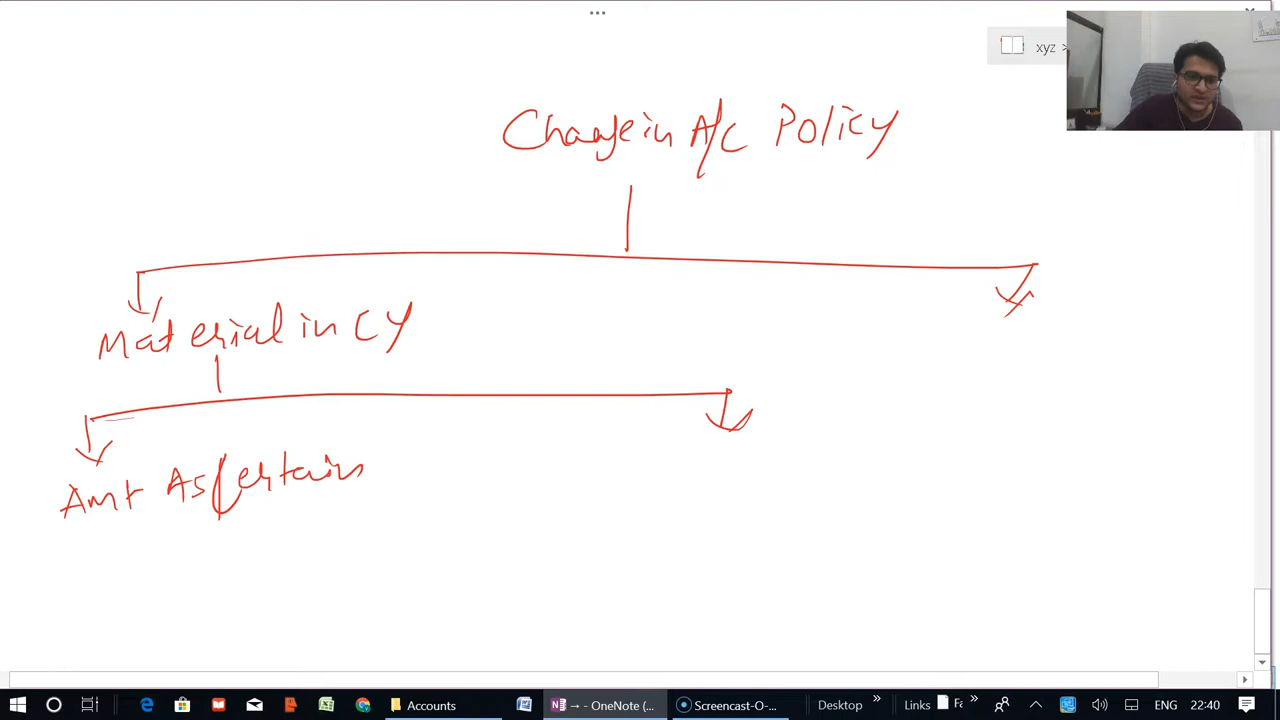 xyz >
Change in A/C Policy
Material in CY
Amt Ascertain
Accounts
→ - OneNote (...
Screencast-O-...
Desktop
Links
ENG
22:40